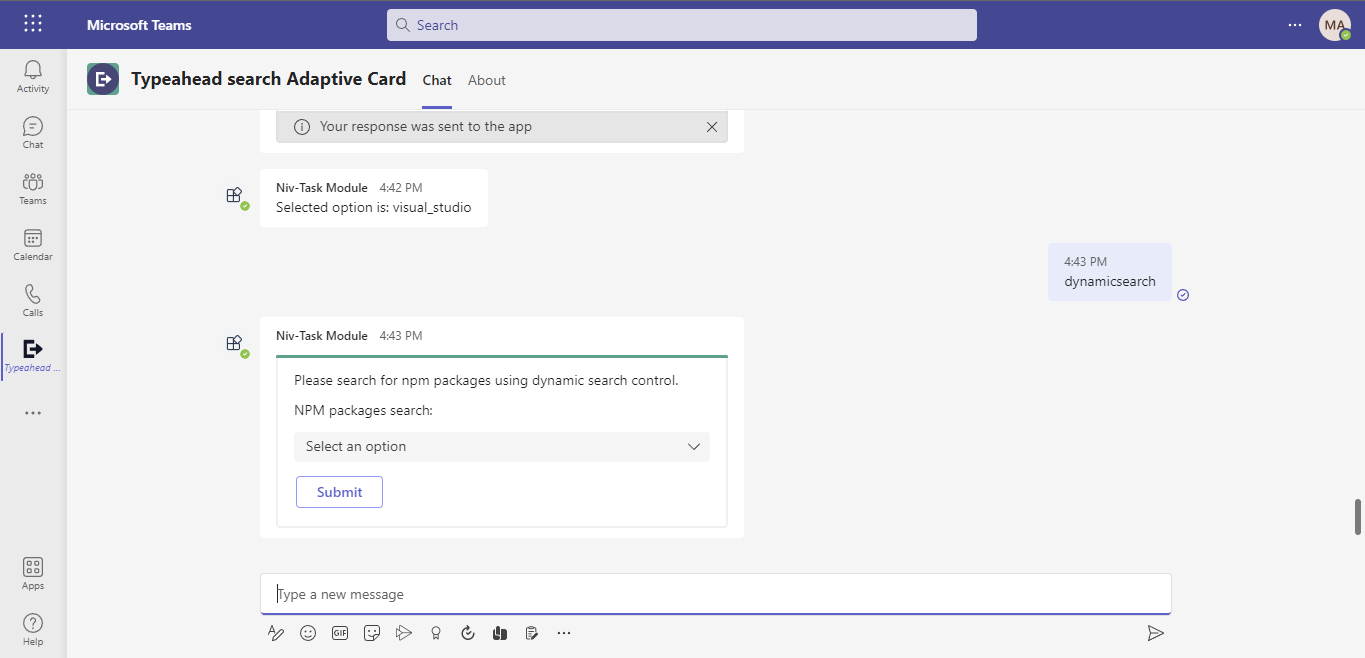 Microsoft Teams
Search
MA
Activity
Chat
Teams
Calendar
Calls
Typeahead ...
Apps
Help
Typeahead search Adaptive Card
Chat
About
Your response was sent to the app
Niv-Task Module 4:42 PM
Selected option is: visual_studio
4:43 PM
dynamicsearch
Niv-Task Module 4:43 PM
Please search for npm packages using dynamic search control.
NPM packages search:
Select an option
Submit
Type a new message
GIF